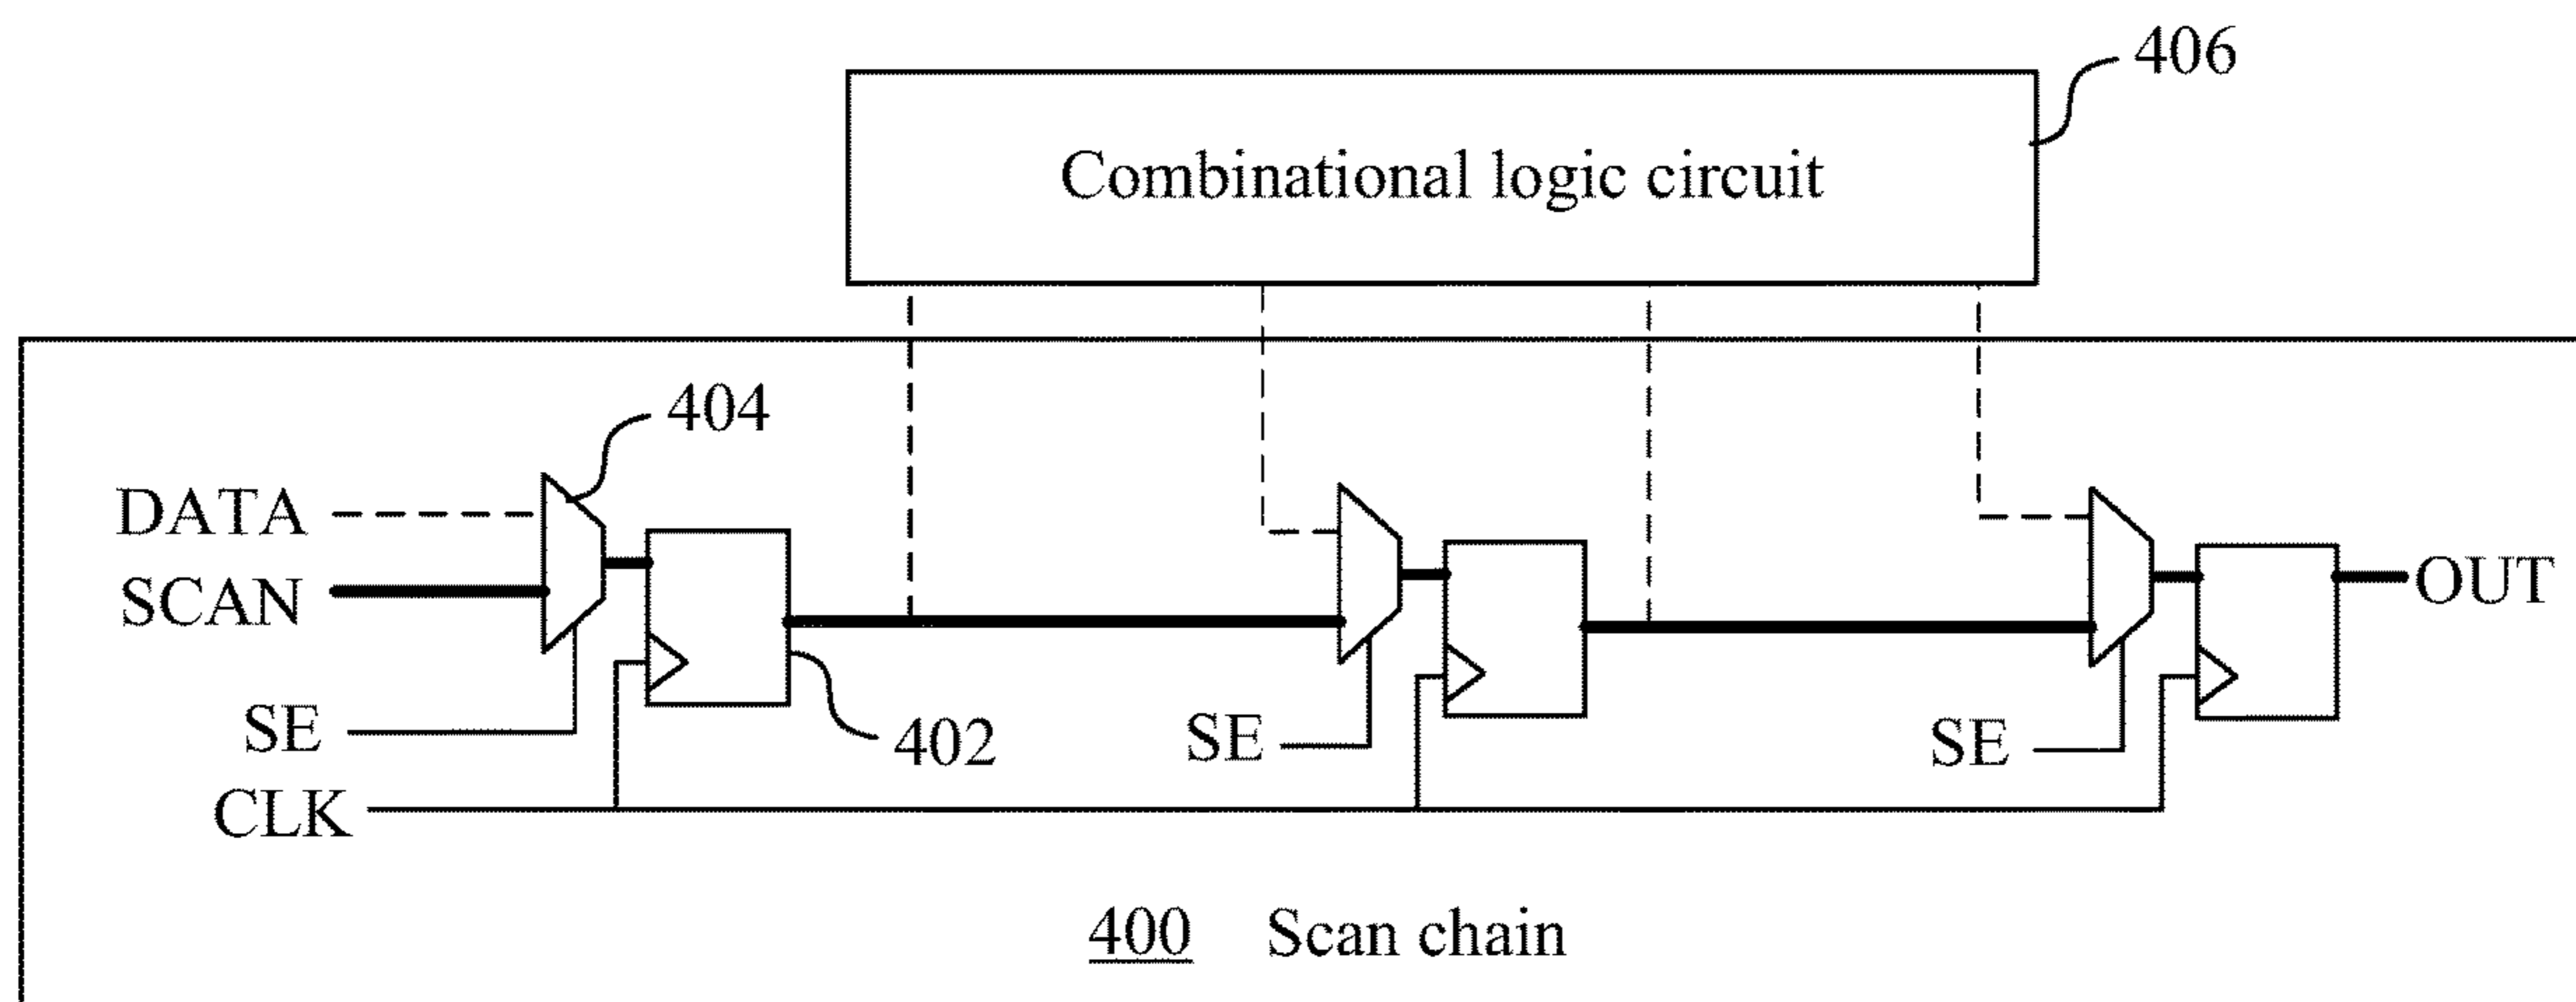 406
Combinational logic circuit
404
DATA
SCAN
OUT
SE
402
SE
SE
CLK
400 Scan chain